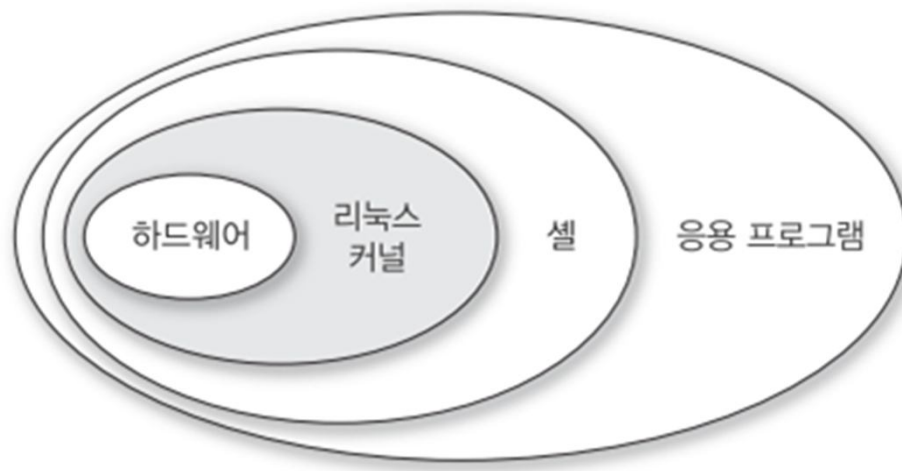 하드웨어
리눅스
커널
셸
응용 프로그램